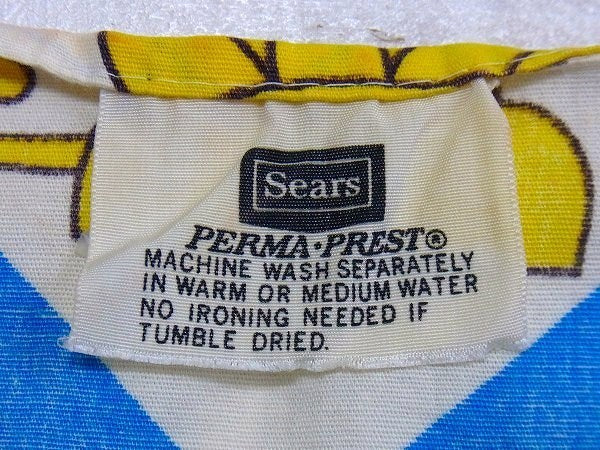 Sears
PERMA·PREST®
MACHINE WASH SEPARATELY
IN WARM OR MEDIUM WATER
NO IRONING NEEDED IF
TUMBLE DRIED.